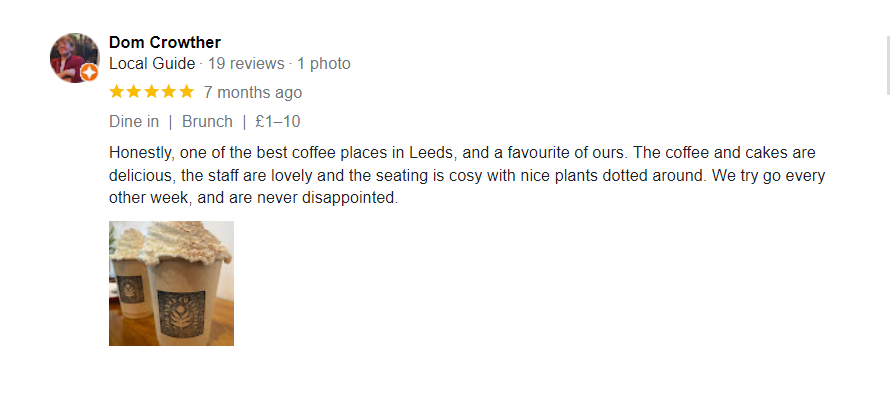 Dom Crowther
Local Guide · 19 reviews · 1 photo
7 months ago
Dine in | Brunch | £1–10
Honestly, one of the best coffee places in Leeds, and a favourite of ours. The coffee and cakes are
delicious, the staff are lovely and the seating is cosy with nice plants dotted around. We try go every
other week, and are never disappointed.